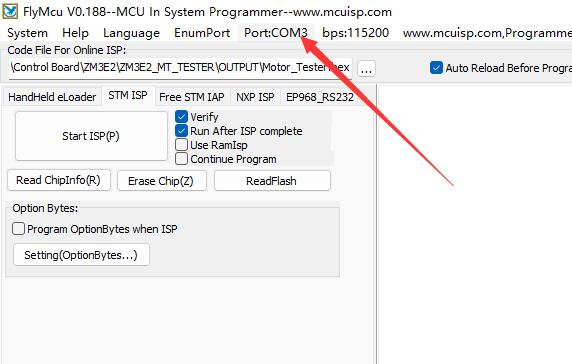 FlyMcu V0.188--MCU In System Programmer--www.mcuisp.com
System Help Language EnumPort Port:COM3 bps:115200 www.mcuisp.com,Programme
Code File For Online ISP:
\Control Board\ZM3E2\ZM3E2_MT_TESTER\OUTPUT\Motor_Tester.hex ... Auto Reload Before Progra
HandHeld eLoader STM ISP Free STM IAP NXP ISP EP968_RS232
Start ISP(P)
Verify
Run After ISP complete
Use RamIsp
Continue Program
Read ChipInfo(R) Erase Chip(Z) ReadFlash
Option Bytes:
Program OptionBytes when ISP
Setting(OptionBytes...)